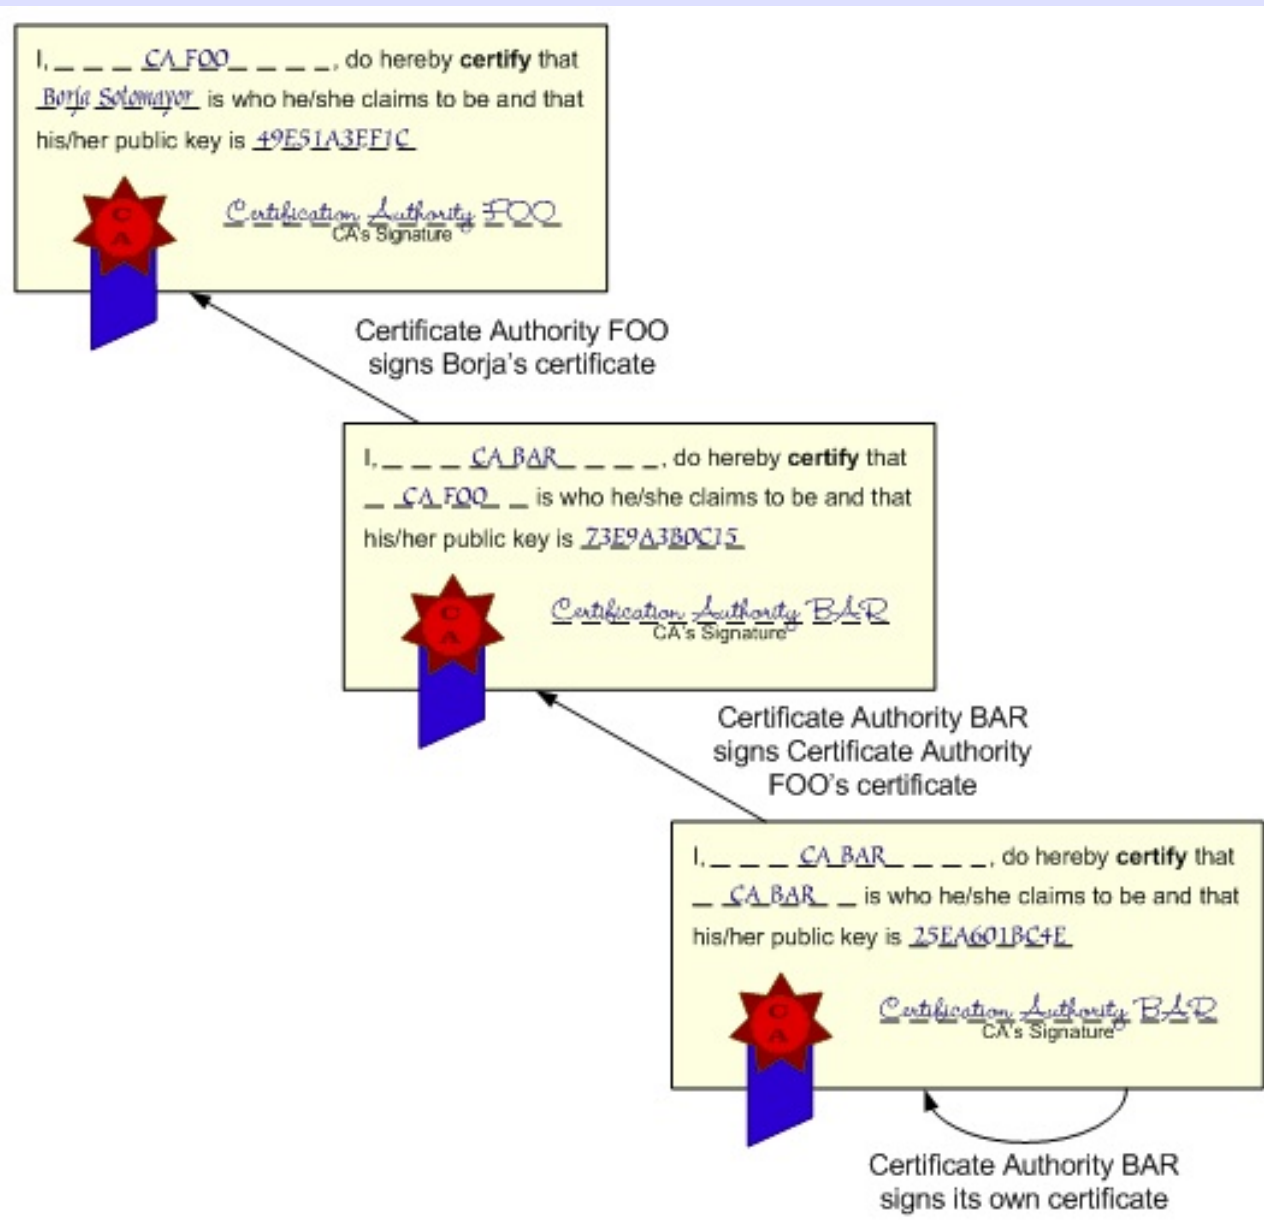 I, _ _ _ CA FOO _ _ _ _, do hereby certify that
Borja Sotomayor is who he/she claims to be and that
his/her public key is 49E51A3EF1C
C
A
Certification Authority FOO
CA's Signature
Certificate Authority FOO
signs Borja's certificate
I, _ _ _ CA BAR _ _ _ _, do hereby certify that
_ CA FOO _ is who he/she claims to be and that
his/her public key is 73E9A3B0C15
C
A
Certification Authority BAR
CA's Signature
Certificate Authority BAR
signs Certificate Authority
FOO's certificate
I, _ _ _ CA BAR _ _ _ _, do hereby certify that
_ CA BAR _ is who he/she claims to be and that
his/her public key is 25EA601BC4E
C
A
Certification Authority BAR
CA's Signature
Certificate Authority BAR
signs its own certificate